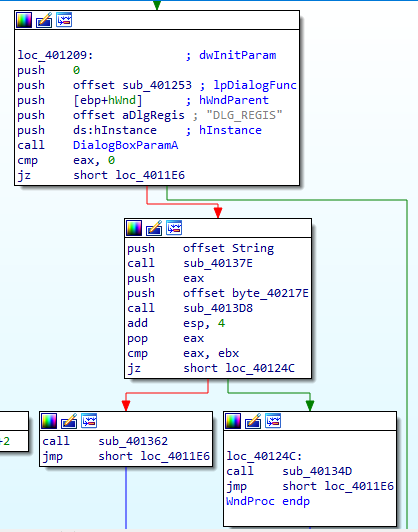 loc_401209: ; dwInitParam
push 0
push offset sub_401253 ; lpDialogFunc
push [ebp+hWnd] ; hWndParent
push offset aDlgRegis ; "DLG_REGIS"
push ds:hInstance ; hInstance
call DialogBoxParamA
cmp eax, 0
jz short loc_4011E6
push offset String
call sub_40137E
push eax
push offset byte_40217E
call sub_4013D8
add esp, 4
pop eax
cmp eax, ebx
jz short loc_40124C
+2
call sub_401362
jmp short loc_4011E6
loc_40124C:
call sub_40134D
jmp short loc_4011E6
WndProc endp